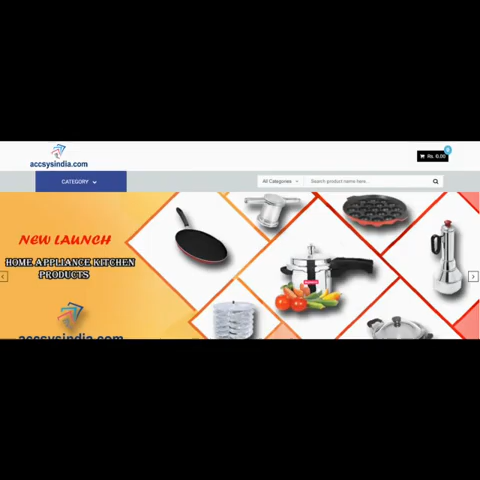 accsysindia.com
0
Rs. 0.00
CATEGORY
All Categories
Search product name here...
NEW LAUNCH
HOME APPLIANCE KITCHEN
PRODUCTS
accsysindia.com